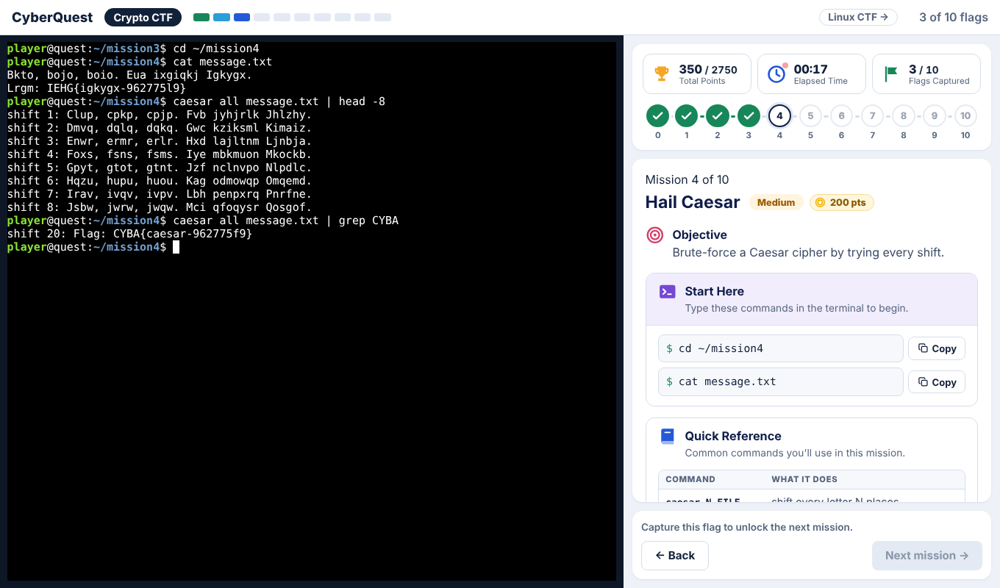 CyberQuest
Crypto CTF
Linux CTF →
3 of 10 flags
player@quest:~/mission3$ cd ~/mission4
player@quest:~/mission4$ cat message.txt
Bkto, bojo, boio. Eua ixgiqkj Igkygx.
Lrgm: IEHG{igkygx-962775l9}
player@quest:~/mission4$ caesar all message.txt | head -8
shift 1: Clup, cpkp, cpjp. Fvb jyhjrlk Jhlzhy.
shift 2: Dmvq, dqlq, dqkq. Gwc kziksml Kimaiz.
shift 3: Enwr, ermr, erlr. Hxd lajltnm Ljnbja.
shift 4: Foxs, fsns, fsms. Iye mbkmuon Mkockb.
shift 5: Gpyt, gtot, gtnt. Jzf nclnvpo Nlpdlc.
shift 6: Hqzu, hupu, huou. Kag odmowqp Omqemd.
shift 7: Irav, ivqv, ivpv. Lbh penpxrq Pnrfne.
shift 8: Jsbw, jwrw, jwqw. Mci qfoqysr Qosgof.
player@quest:~/mission4$ caesar all message.txt | grep CYBA
shift 20: Flag: CYBA{caesar-962775f9}
player@quest:~/mission4$
350 / 2750
Total Points
00:17
Elapsed Time
3 / 10
Flags Captured
4 5 6 7 8 9 10
0 1 2 3 4 5 6 7 8 9 10
Mission 4 of 10
Hail Caesar
Medium
200 pts
Objective
Brute-force a Caesar cipher by trying every shift.
Start Here
Type these commands in the terminal to begin.
$ cd ~/mission4
Copy
$ cat message.txt
Copy
Quick Reference
Common commands you'll use in this mission.
COMMAND WHAT IT DOES
caesar N FILE shift every letter N places
Capture this flag to unlock the next mission.
← Back
Next mission →